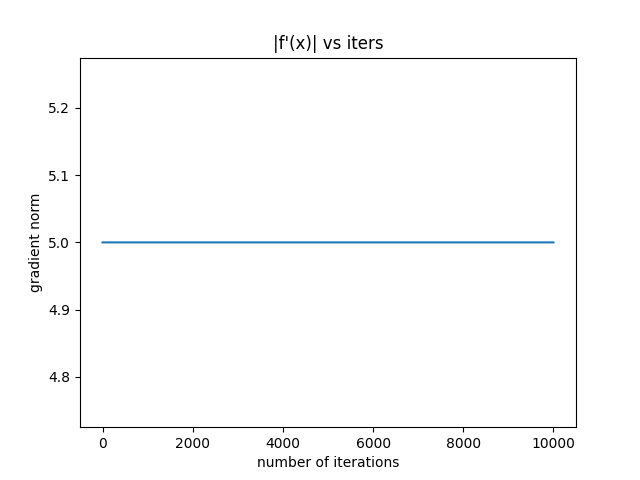 |f'(x)| vs iters
5.2
5.1
5.0
4.9
4.8
gradient norm
0 2000 4000 6000 8000 10000
number of iterations